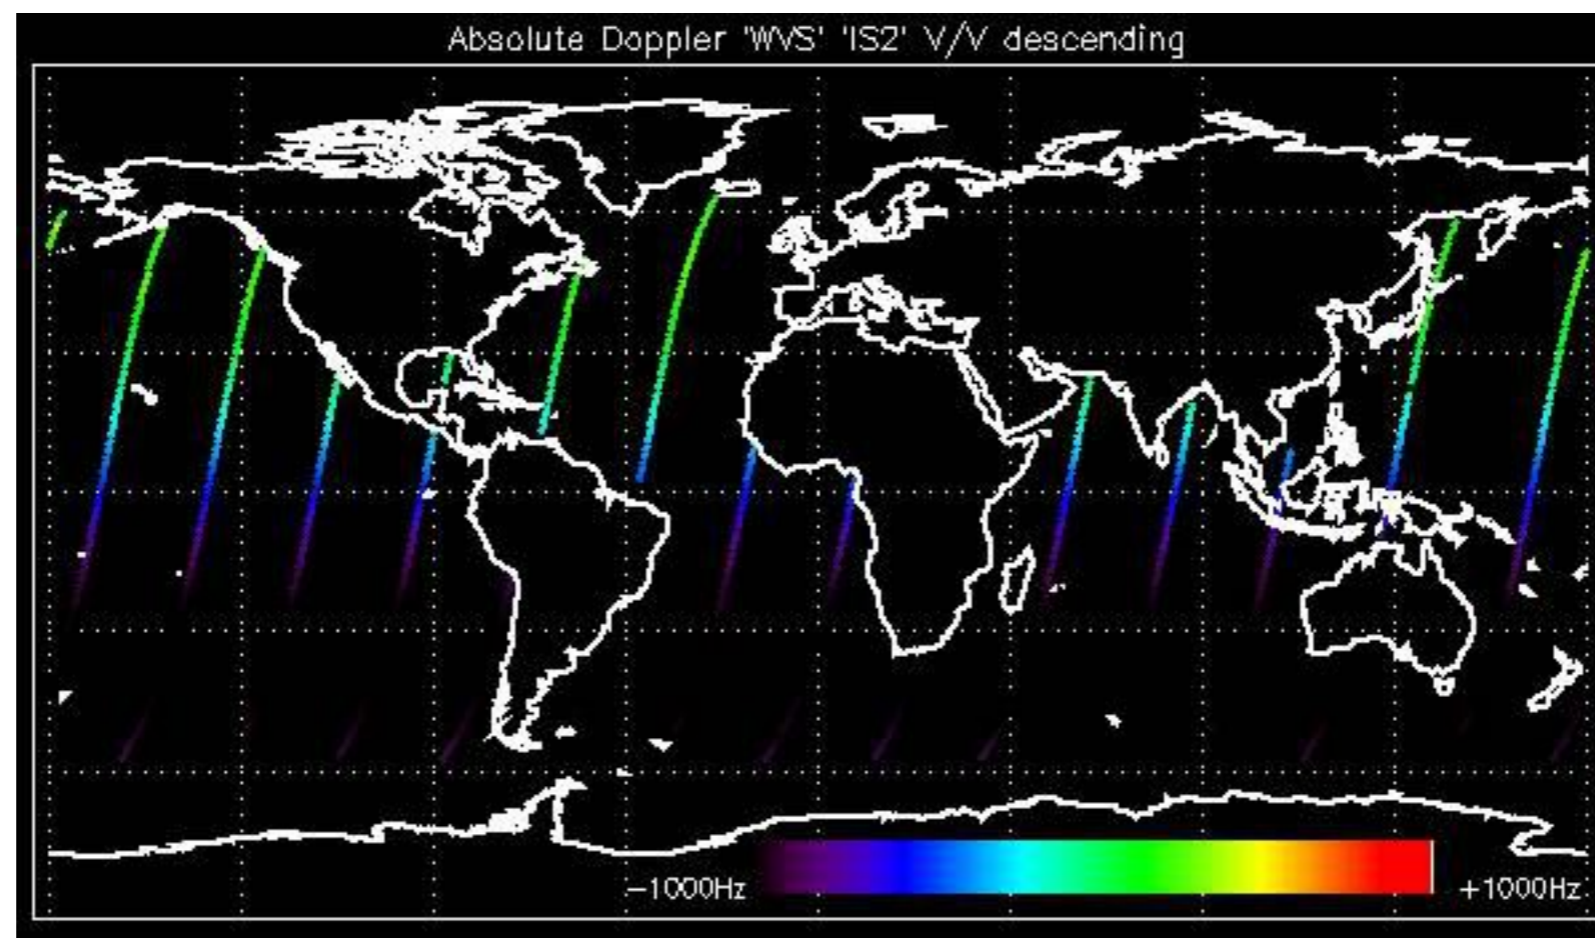 Absolute Doppler 'WVS' 'IS2' V/V descending
−1000Hz
+1000Hz